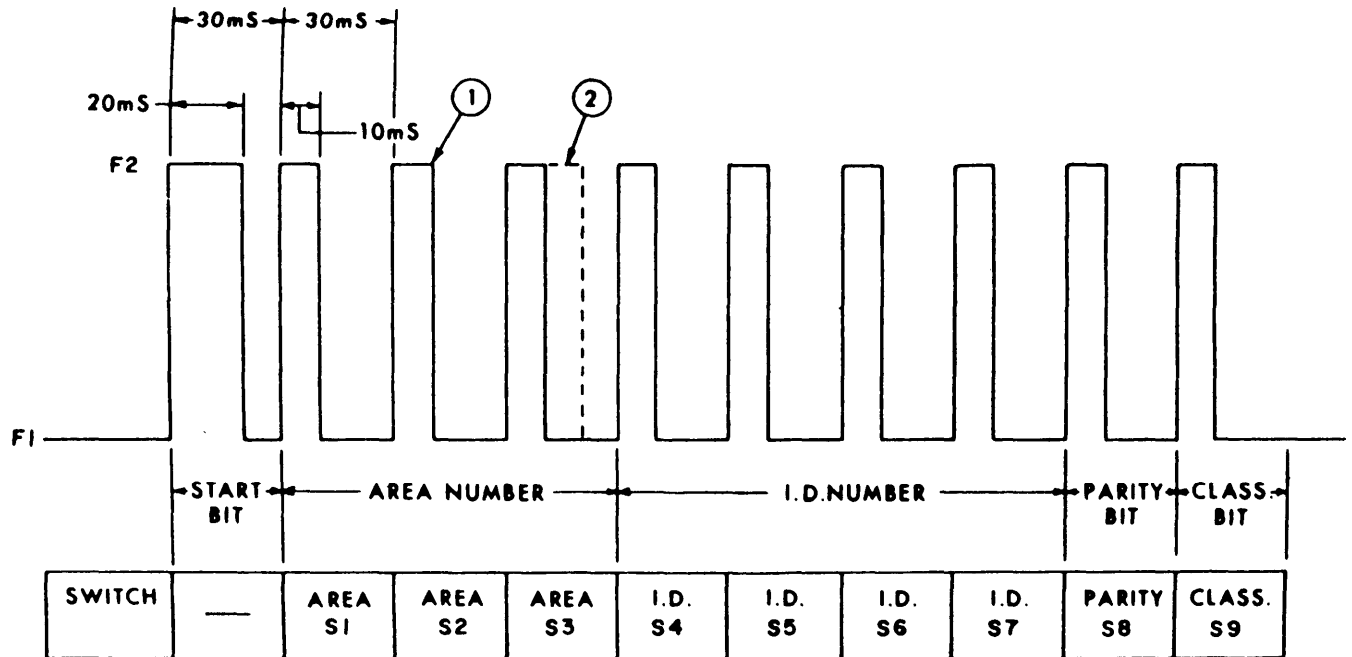 30mS 30mS
20mS
10mS
1
2
F2
F1
START BIT
AREA NUMBER
I.D.NUMBER
PARITY BIT
CLASS. BIT
SWITCH
—
AREA S1
AREA S2
AREA S3
I.D. S4
I.D. S5
I.D. S6
I.D. S7
PARITY S8
CLASS. S9